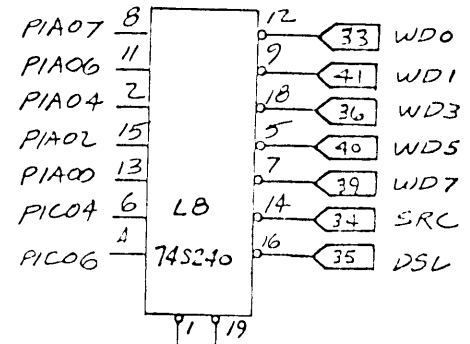 PIA07 8 12 33 WD0
PIA06 11 9 41 WD1
PIA04 2 18 36 WD3
PIA02 15 5 40 WD5
PIA00 13 7 39 WD7
PIC04 6 L8 14 34 SRC
PIC06 4 74S240 16 35 DSL
1 19